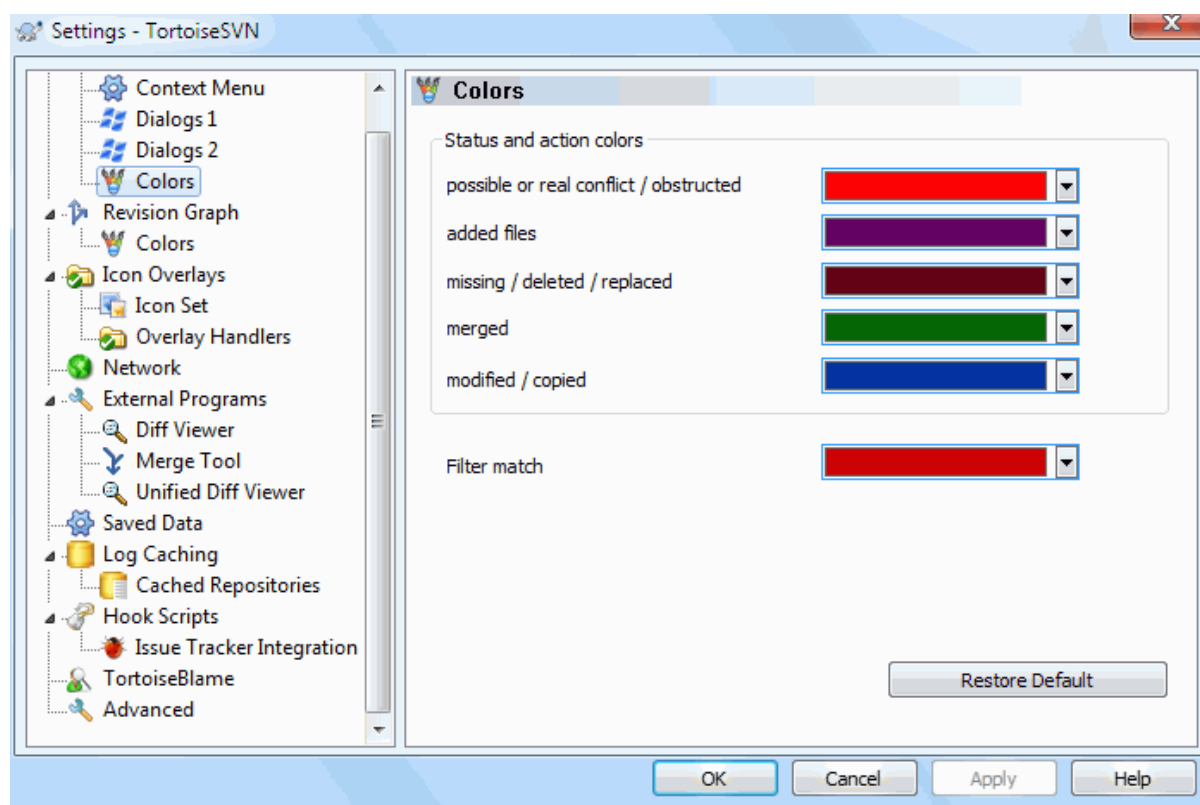 Settings - TortoiseSVN
X
Context Menu
Dialogs 1
Dialogs 2
Colors
Revision Graph
Colors
Icon Overlays
Icon Set
Overlay Handlers
Network
External Programs
Diff Viewer
Merge Tool
Unified Diff Viewer
Saved Data
Log Caching
Cached Repositories
Hook Scripts
Issue Tracker Integration
TortoiseBlame
Advanced
Colors
Status and action colors
possible or real conflict / obstructed
added files
missing / deleted / replaced
merged
modified / copied
Filter match
Restore Default
OK Cancel Apply Help